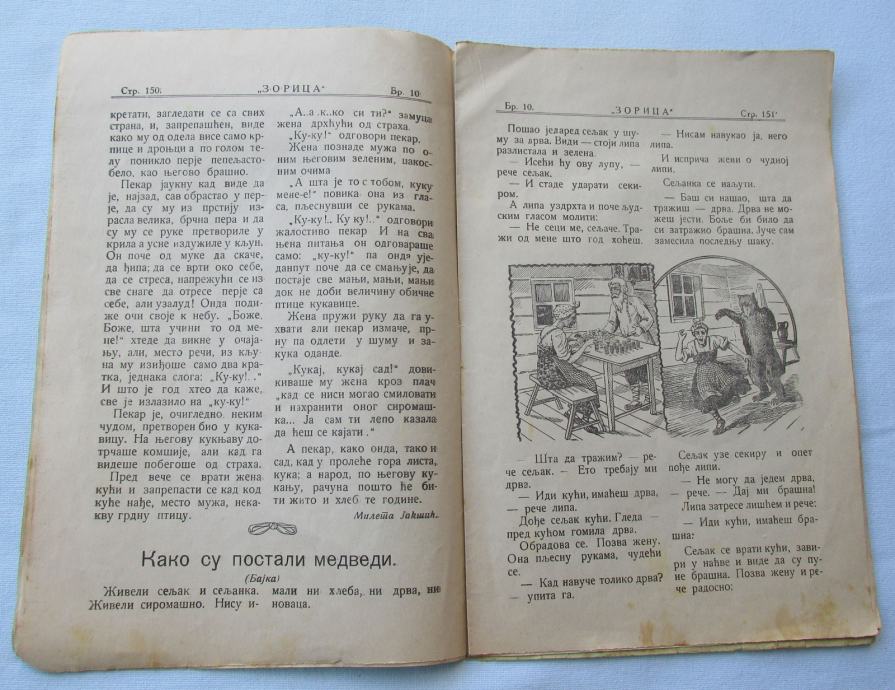 Стр. 150. „ЗОРИЦА“ Бр. 10
кретати, загледати се са свих
страна, и, запрепашћен, виде
како му од одела висе само кр-
пице и дроњци а по голом те-
лу поникло перје пепељасто-
бело, као његово брашно.
Пекар јаукну кад виде да
је, најзад, сав обрастао у пер-
је, да су му из прстију из-
расла велика, брчна пера и да
су му се руке претвориле у
крила а усне издужиле у кљун.
Он поче од муке да скаче,
да ђипа; да се врти око себе,
да се стреса, напрежући се из
све снаге да отресе перје са
себе, али узалуд! Онда поди-
же очи своје к небу. „Боже.
Боже, шта учини то од ме-
не!“ хтеде да викне у очаја-
њу, али, место речи, из кљу-
на му изиђоше само два кра-
тка, једнака слога: „Ку-ку!..“
И што је год хтео да каже,
све је излазило на „ку-ку!“
Пекар је, очигледно, неким
чудом, претворен био у кука-
вицу. На његову кукњаву до-
трчаше комшије, али кад га
видеше побегоше од страха.
Пред вече се врати жена
кући и запрепасти се кад код
куће нађе, место мужа, нека-
кву грдну птицу.
„А..а .к..ко си ти?“ замуца
жена дрхћући од страха.
„Ку-ку!“ одговори пекар.
Жена познаде мужа по о-
ним његовим зеленим, пакос-
ним очима
„А шта је то с тобом, куку
мене-е!“ повика она из гла-
са, пљеснувши се рукама.
„Ку-ку!.. Ку ку!..“ одговори
жалостиво пекар И на сва
њена питања он одговараше
само: „ку-ку!“ па онда ује-
данпут поче да се смањује, да
постаје све мањи, мањи, мањи
док не доби величину обичне
птице кукавице.
Жена пружи руку да га у-
хвати али пекар измаче, пр-
ну па одлети у шуму и за-
кука оданде.
„Кукај, кукај сад!“ дови-
киваше му жена кроз плач
„кад се ниси могао смиловати
и нахранити оног сиромаш-
ка... Ја сам ти лепо казала
да ћеш се кајати.“
А пекар, како онда, тако и
сад, кад у пролеће гора листа,
кука; а народ, по његову ку-
кању, рачуна пошто ће би-
ти жито и хлеб те године.
Милета Јакшић.
Како су постали медведи.
(Бајка)
Живели сељак и сељанка.
Живели сиромашно. Нису и-
мали ни хлеба, ни дрва, ни
новаца.
Бр. 10. „ЗОРИЦА“ Стр. 151
Пошао једаред сељак у шу-
му за дрва. Види — стоји липа
разлистала и зелена.
— Исећи ћу ову лупу, —
рече сељак.
— И стаде ударати секи-
ром.
А липа уздрхта и поче људ-
ским гласом молити:
— Не сеци ме, сељаче. Тра-
жи од мене што год хоћеш.
— Шта да тражим? — ре-
че сељак. — Ето требају ми
дрва.
— Иди кући, имаћеш дрва,
— рече липа.
Дође сељак кући. Гледа —
пред кућом гомила дрва.
Обрадова се. Позва жену.
Она пљесну рукама, чудећи
се.
— Кад навуче толико дрва?
— упита га.
— Нисам навукао ја, него
липа.
И исприча жени о чудној
липи.
Сељанка се наљути.
— Баш си нашао, шта да
тражиш — дрва. Дрва не мо-
жеш јести. Боље би било да
си затражио брашна. Јуче сам
замесила последњу шаку.
Сељак узе секиру и опет
пође липи.
— Не могу да једем дрва,
— рече. — Дај ми брашна!
Липа затресе лишћем и рече:
— Иди кући, имаћеш бра-
шна:
Сељак се врати кући, зави-
ри у наћве и виде да су пу-
не брашна. Позва жену и ре-
че радосно: